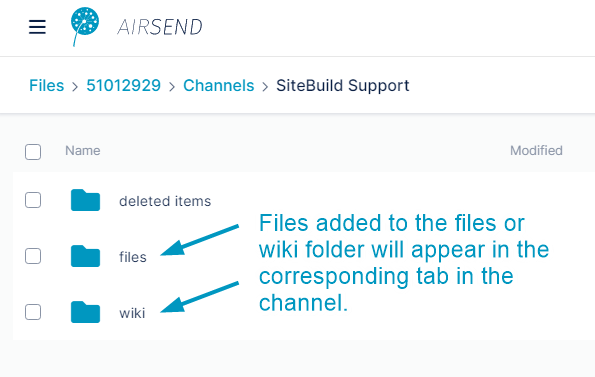 AIRSEND
Files > 51012929 > Channels > SiteBuild Support
Name Modified
deleted items
files
wiki
Files added to the files or
wiki folder will appear in the
corresponding tab in the
channel.